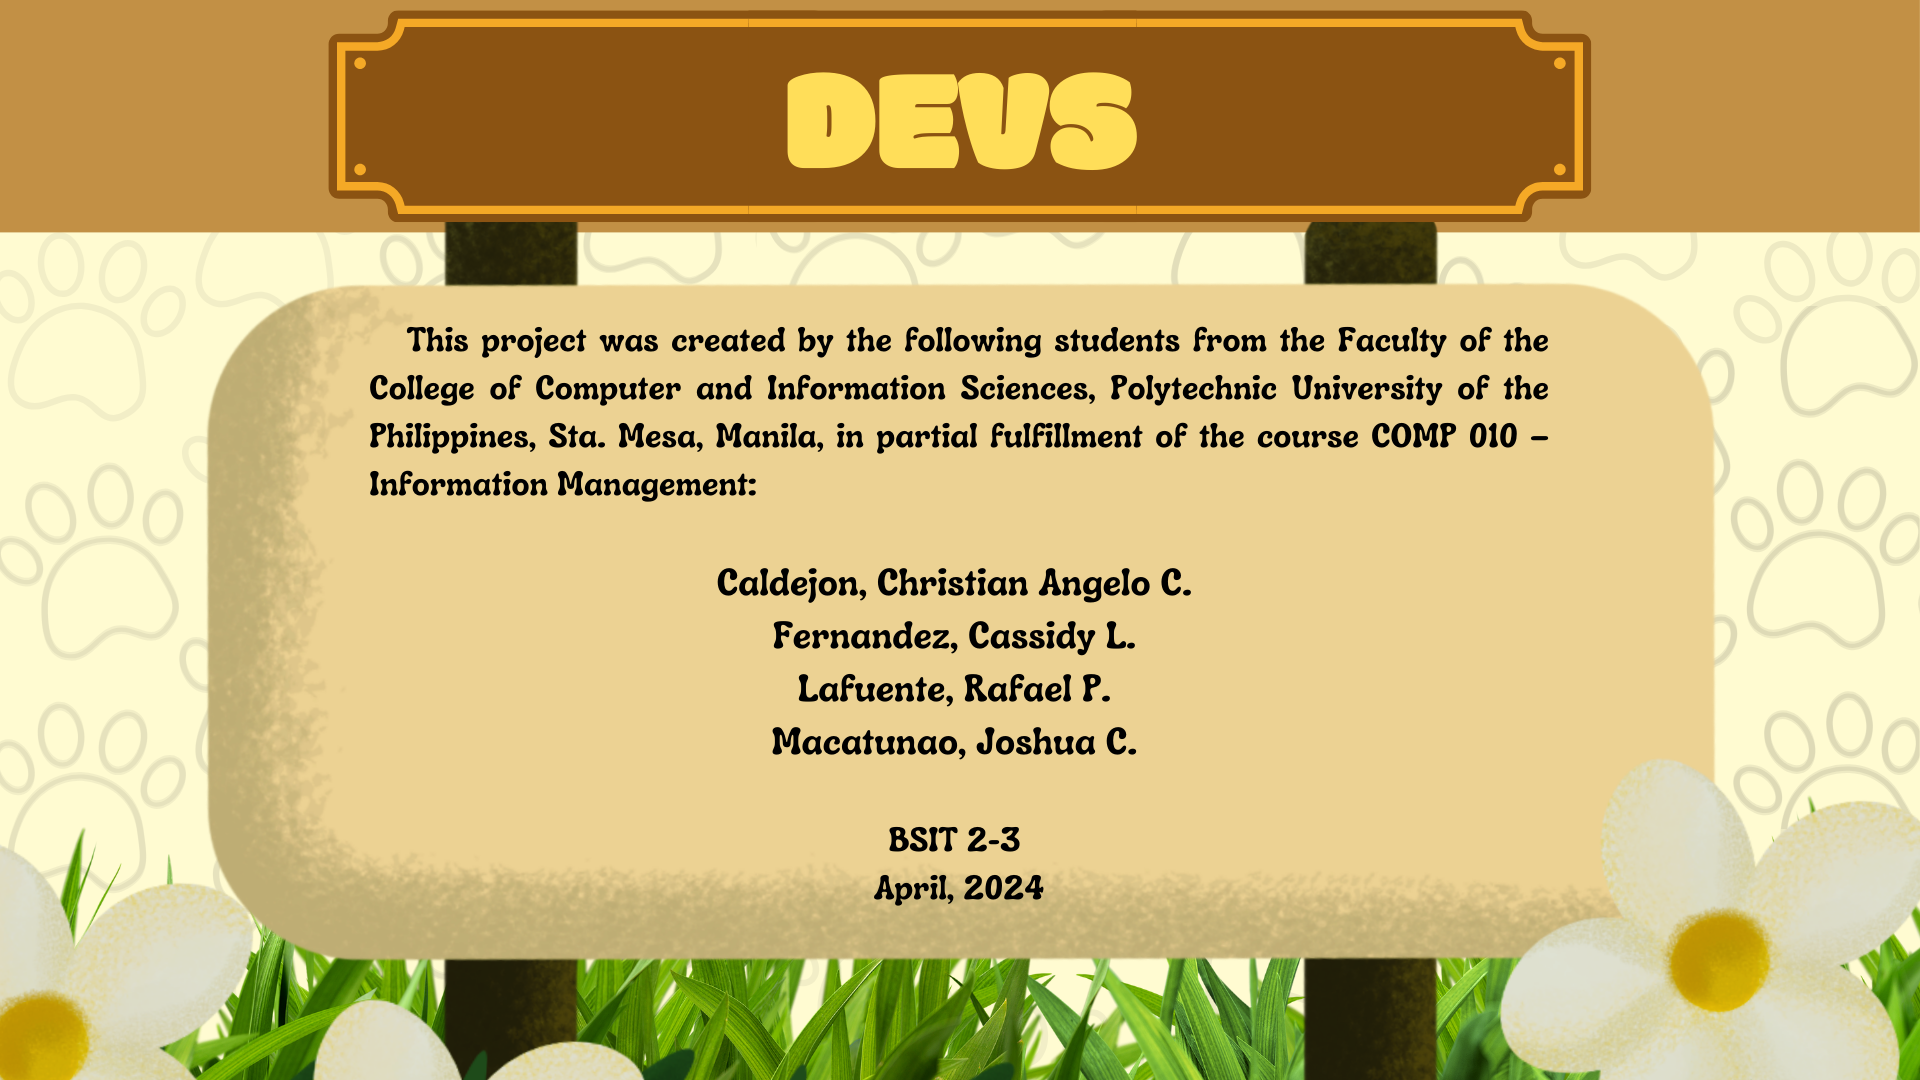 DEVS
This project was created by the following students from the Faculty of the
College of Computer and Information Sciences, Polytechnic University of the
Philippines, Sta. Mesa, Manila, in partial fulfillment of the course COMP 010 –
Information Management:
Caldejon, Christian Angelo C.
Fernandez, Cassidy L.
Lafuente, Rafael P.
Macatunao, Joshua C.
BSIT 2-3
April, 2024